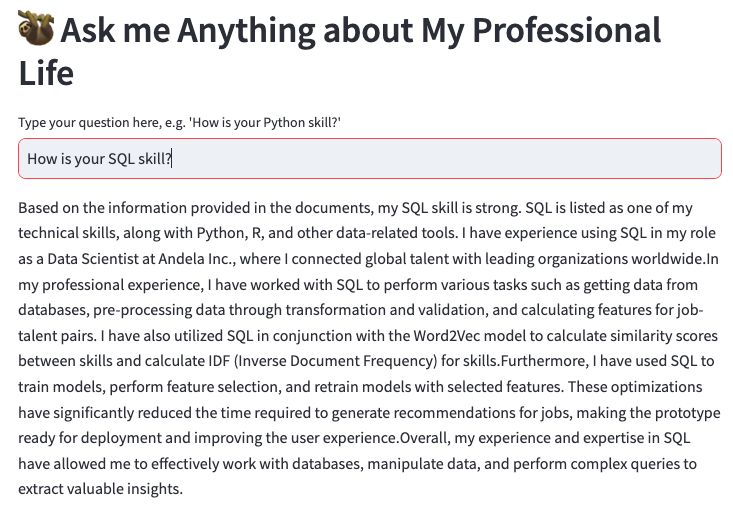 🦥 Ask me Anything about My Professional
Life
Type your question here, e.g. 'How is your Python skill?'
How is your SQL skill?
Based on the information provided in the documents, my SQL skill is strong. SQL is listed as one of my
technical skills, along with Python, R, and other data-related tools. I have experience using SQL in my role
as a Data Scientist at Andela Inc., where I connected global talent with leading organizations worldwide.In
my professional experience, I have worked with SQL to perform various tasks such as getting data from
databases, pre-processing data through transformation and validation, and calculating features for job-
talent pairs. I have also utilized SQL in conjunction with the Word2Vec model to calculate similarity scores
between skills and calculate IDF (Inverse Document Frequency) for skills.Furthermore, I have used SQL to
train models, perform feature selection, and retrain models with selected features. These optimizations
have significantly reduced the time required to generate recommendations for jobs, making the prototype
ready for deployment and improving the user experience.Overall, my experience and expertise in SQL
have allowed me to effectively work with databases, manipulate data, and perform complex queries to
extract valuable insights.